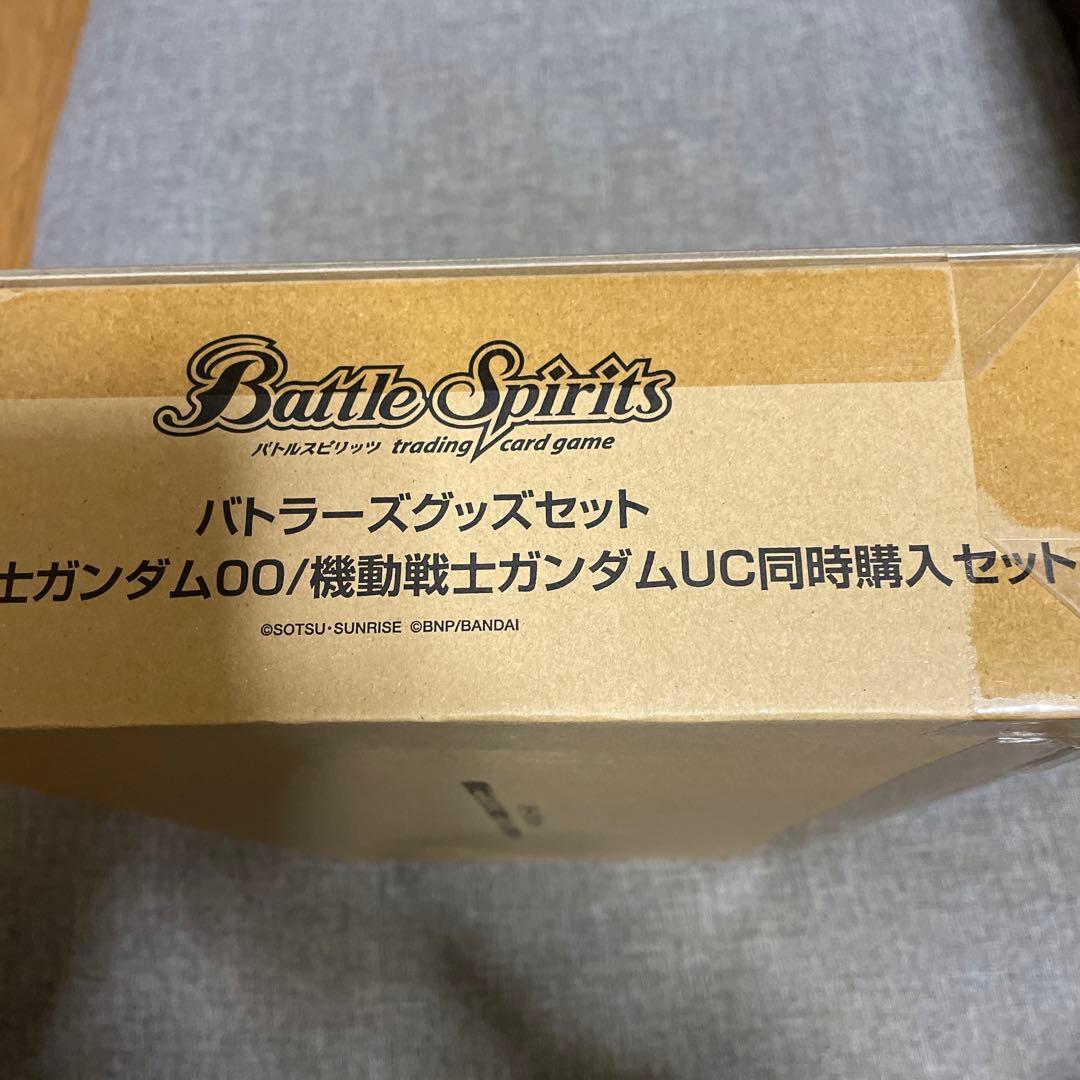 Battle Spirits
バトルスピリッツ trading card game
バトラーズグッズセット
士ガンダム00/機動戦士ガンダムUC同時購入セット
©SOTSU・SUNRISE ©BNP/BANDAI